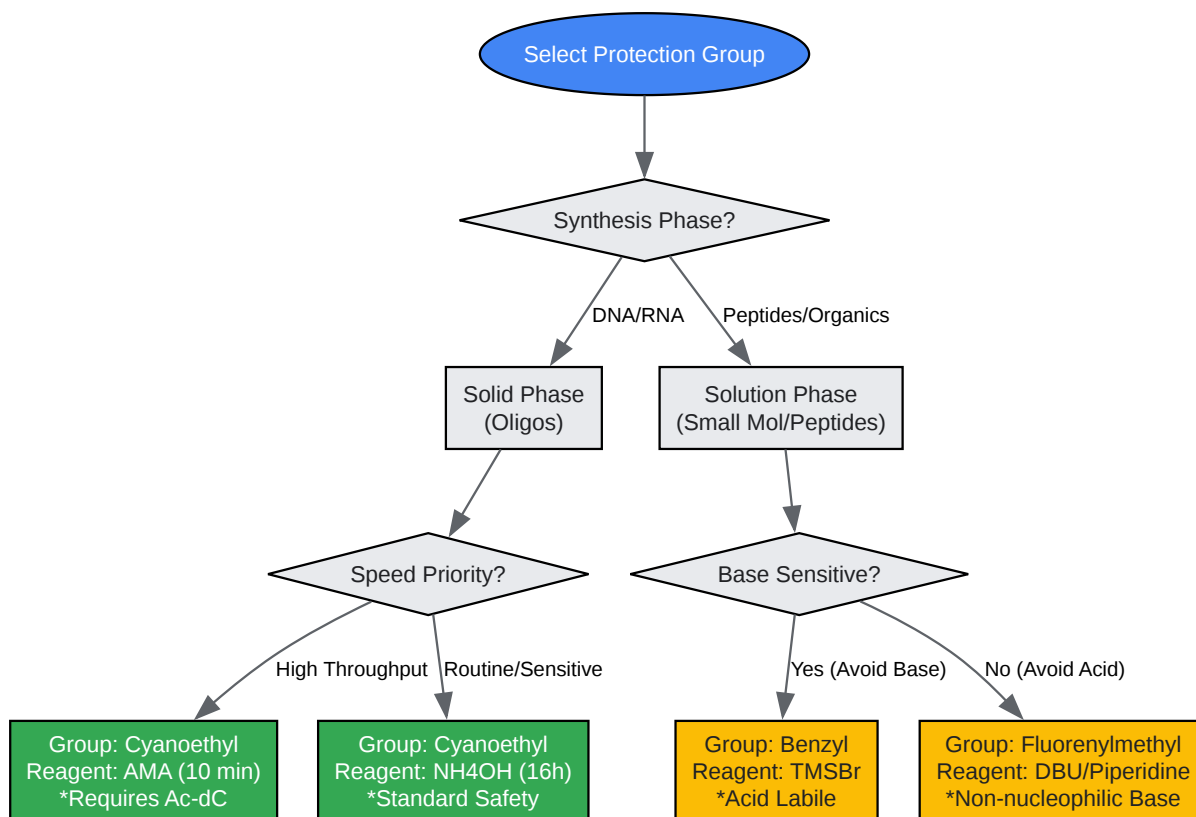 Select Protection Group
Synthesis Phase?
DNA/RNA
Peptides/Organics
Solid Phase
(Oligos)
Solution Phase
(Small Mol/Peptides)
Speed Priority?
Base Sensitive?
High Throughput
Routine/Sensitive
Yes (Avoid Base)
No (Avoid Acid)
Group: Cyanoethyl
Reagent: AMA (10 min)
*Requires Ac-dC
Group: Cyanoethyl
Reagent: NH4OH (16h)
*Standard Safety
Group: Benzyl
Reagent: TMSBr
*Acid Labile
Group: Fluorenylmethyl
Reagent: DBU/Piperidine
*Non-nucleophilic Base